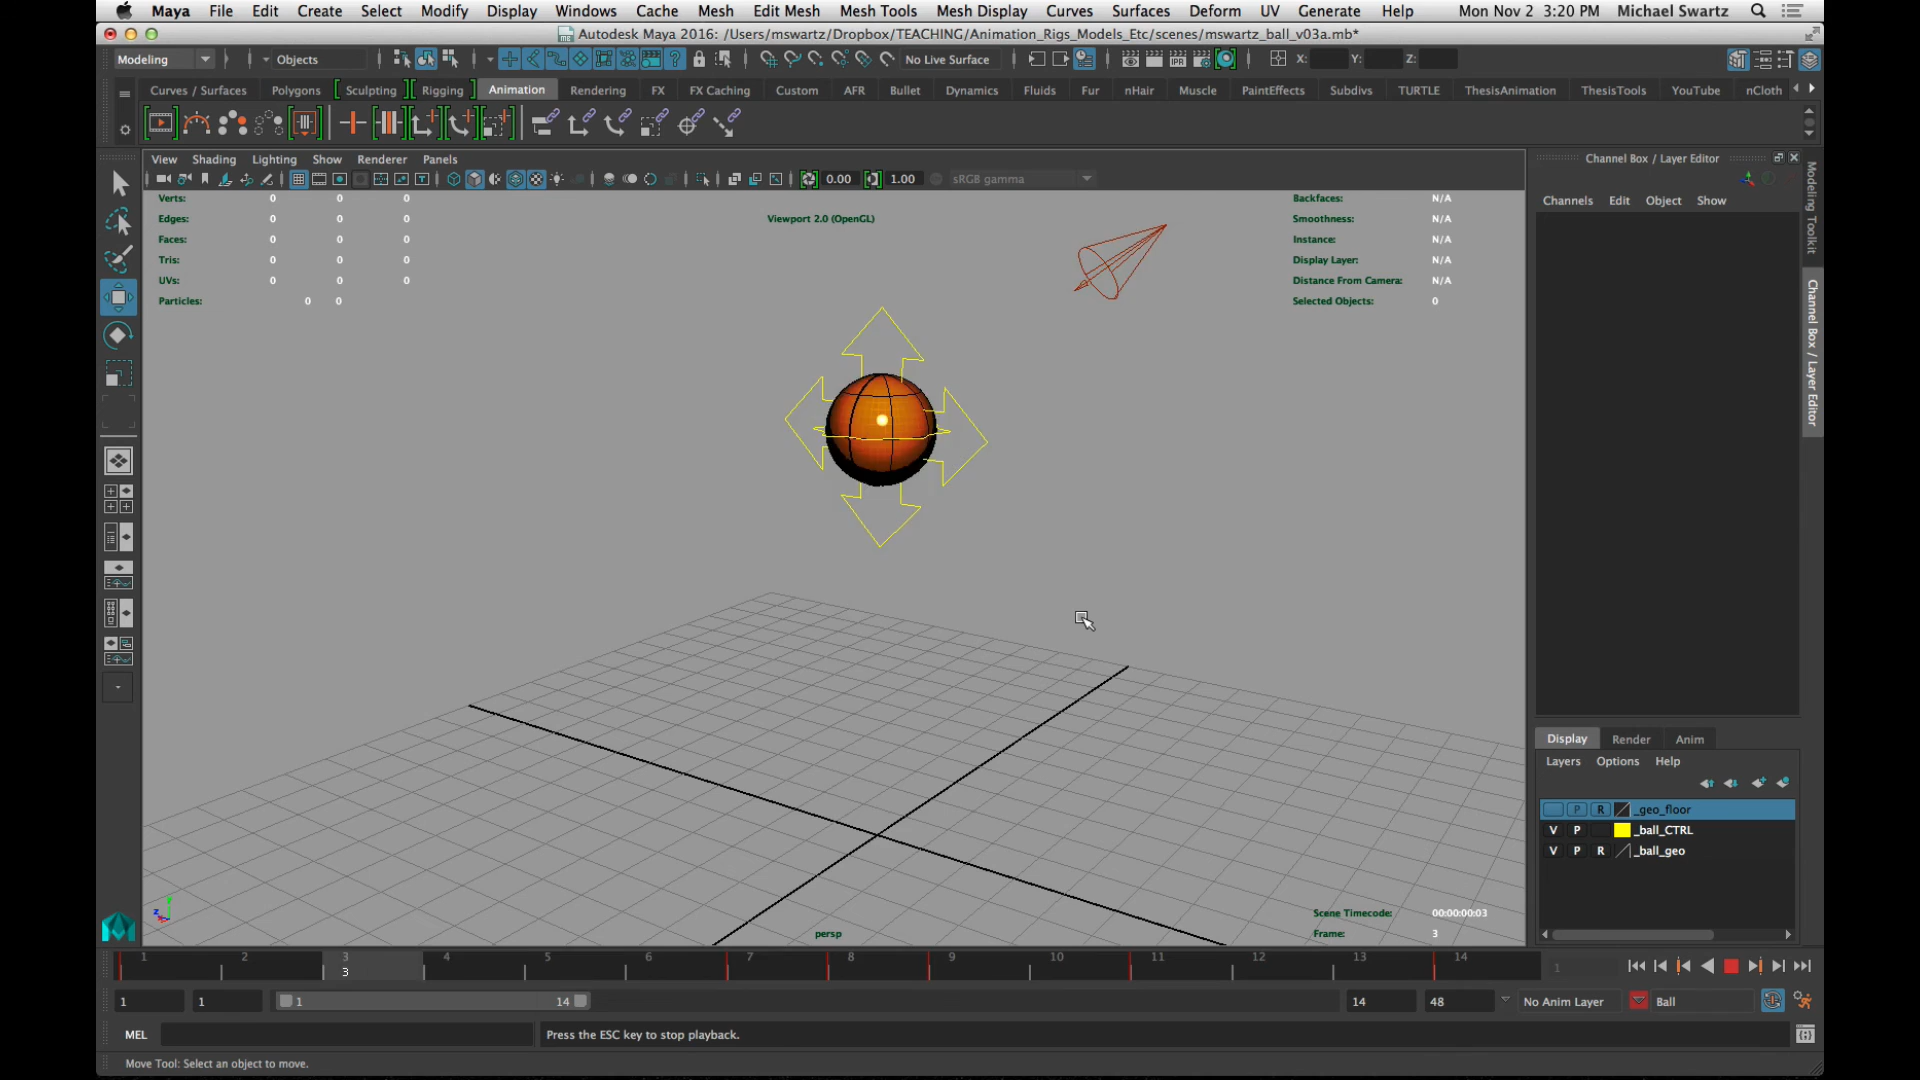 Maya File Edit Create Select Modify Display Windows Cache Mesh Edit Mesh Mesh Tools Mesh Display Curves Surfaces Deform UV Generate Help Mon Nov 2 3:20 PM Michael Swartz
Autodesk Maya 2016: /Users/mswartz/Dropbox/TEACHING/Animation_Rigs_Models_Etc/scenes/mswartz_ball_v03a.mb*
Modeling Objects No Live Surface X: Y: Z:
Curves / Surfaces Polygons Sculpting Rigging Animation Rendering FX FX Caching Custom AFR Bullet Dynamics Fluids Fur nHair Muscle PaintEffects Subdivs TURTLE ThesisAnimation ThesisTools YouTube nCloth
View Shading Lighting Show Renderer Panels
Channel Box / Layer Editor
0.00 1.00 sRGB gamma
Channels Edit Object Show
Modeling Toolkit
Channel Box / Layer Editor
Verts: 0 0 0
Edges: 0 0 0
Faces: 0 0 0
Tris: 0 0 0
UVs: 0 0 0
Particles: 0 0
Viewport 2.0 (OpenGL)
Backfaces: N/A
Smoothness: N/A
Instance: N/A
Display Layer: N/A
Distance From Camera: N/A
Selected Objects: 0
Display Render Anim
Layers Options Help
P R _geo_floor
V P _ball_CTRL
V P R _ball_geo
Scene Timecode: 00:00:00:03
persp
Frame: 3
1 2 3 4 5 6 7 8 9 10 11 12 13 14
3
1
1 1 1 14 14 48 No Anim Layer Ball
MEL Press the ESC key to stop playback.
Move Tool: Select an object to move.